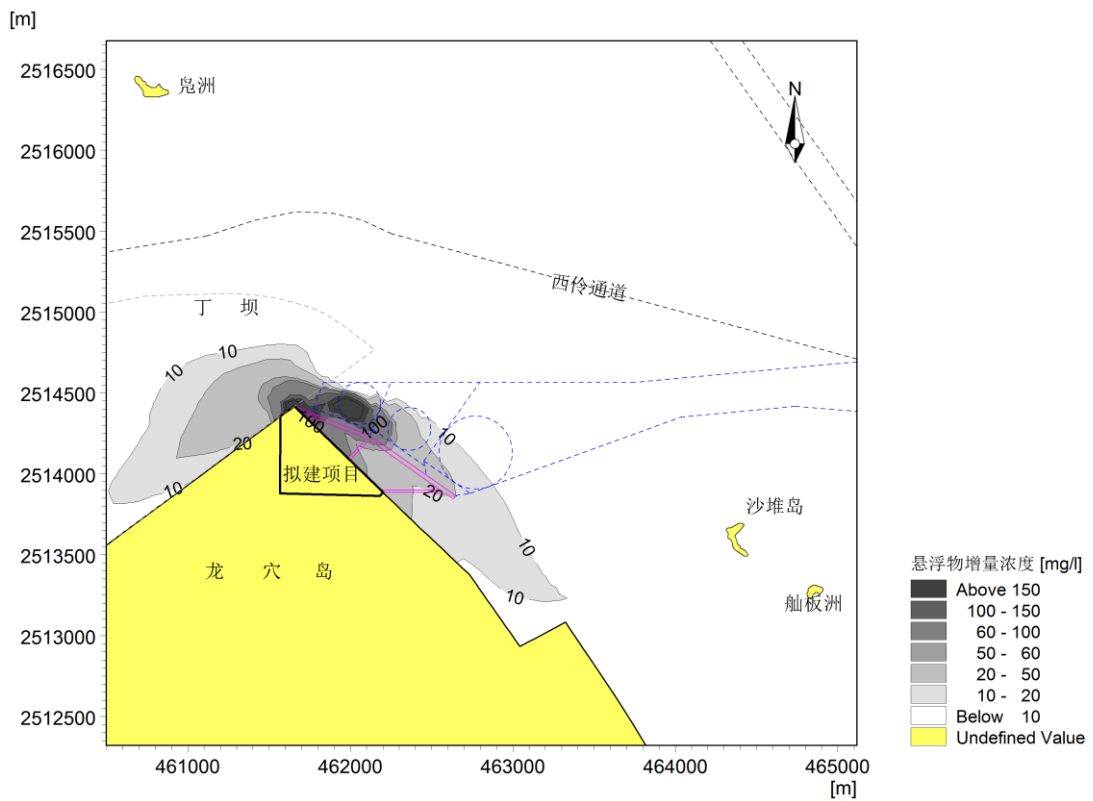 [m]
2516500
凫洲
N
2516000
2515500
西伶通道
丁 坝
2515000
10
10
2514500
100
100
10
20
2514000
拟建项目
20
10
沙堆岛
2513500
10
龙 穴 岛
10
舢板洲
2513000
2512500
461000
462000
463000
464000
465000
[m]
悬浮物增量浓度 [mg/l]
Above 150
100 - 150
60 - 100
50 - 60
20 - 50
10 - 20
Below 10
Undefined Value